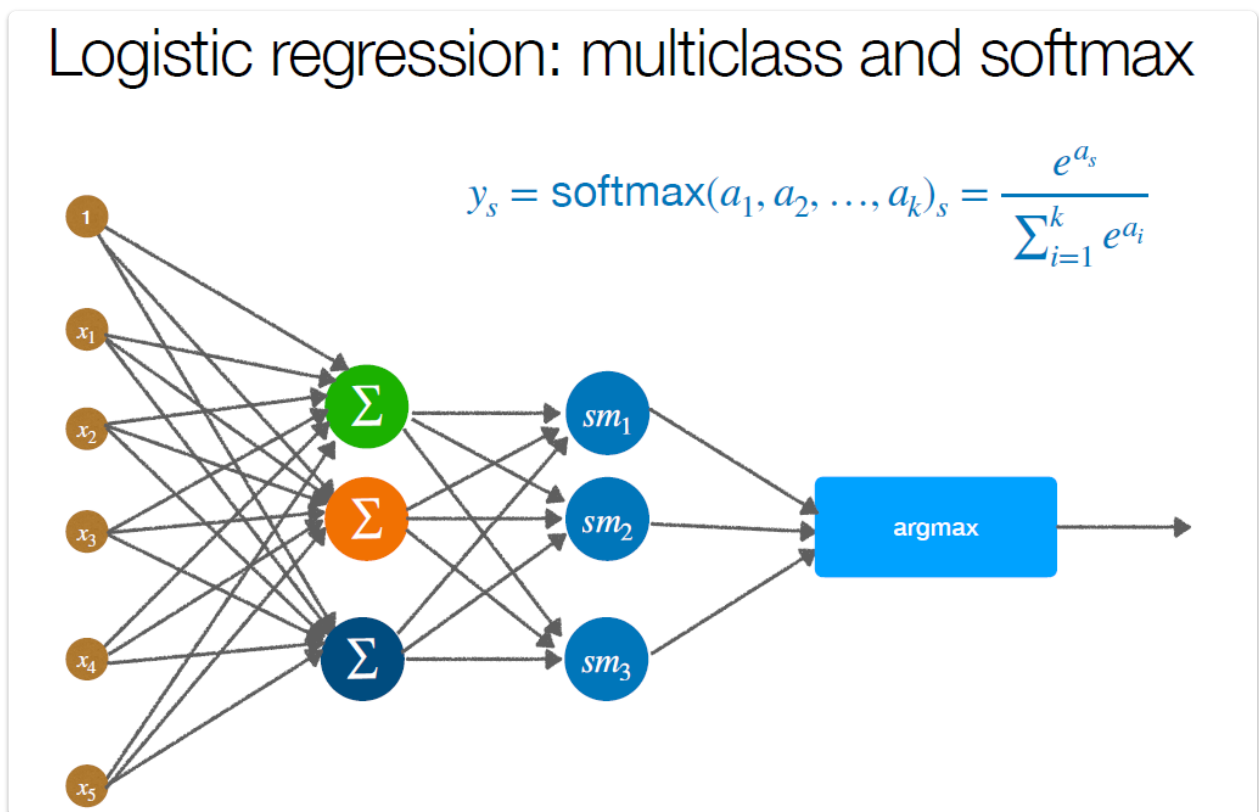 Logistic regression: multiclass and softmax
y_s = softmax(a_1, a_2, …, a_k)_s = e^{a_s} / ∑_{i=1}^{k} e^{a_i}
1
x_1
x_2
x_3
x_4
x_5
Σ
Σ
Σ
sm_1
sm_2
sm_3
argmax